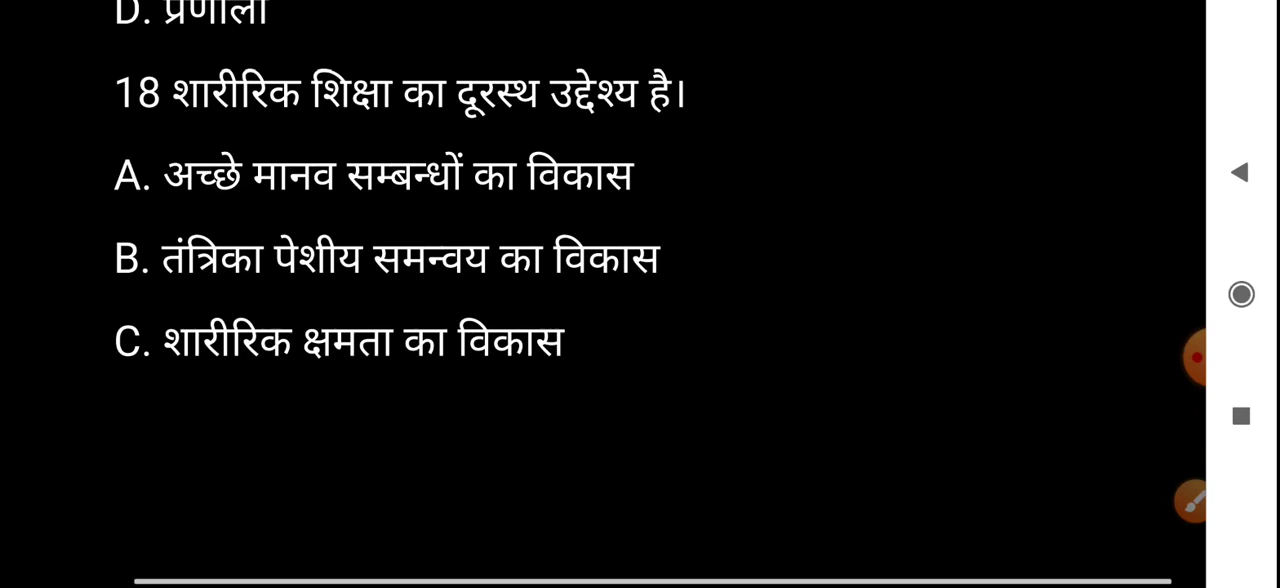 D. प्रणाली
18 शारीरिक शिक्षा का दूरस्थ उद्देश्य है।
A. अच्छे मानव सम्बन्धों का विकास
B. तंत्रिका पेशीय समन्वय का विकास
C. शारीरिक क्षमता का विकास